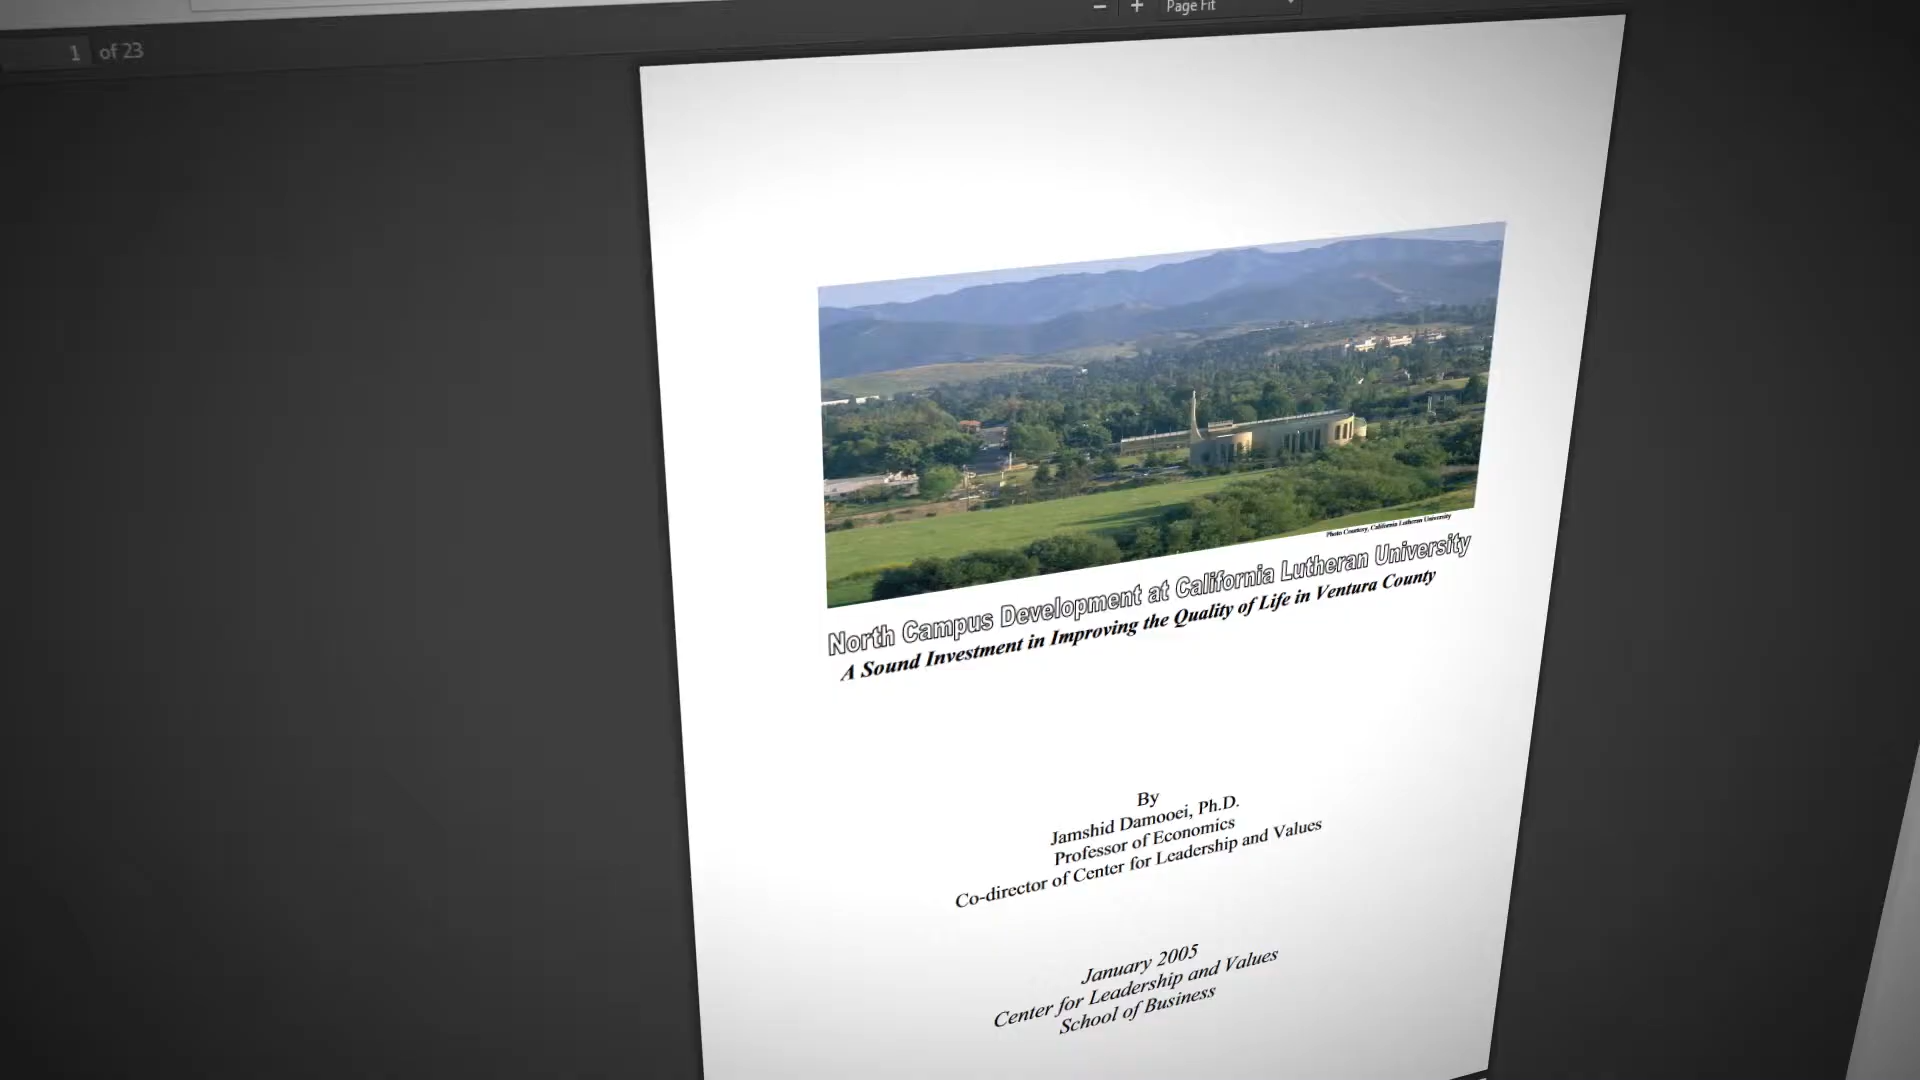 Page Fit
1 of 23
Photo Courtesy, California Lutheran University
North Campus Development at California Lutheran University
A Sound Investment in Improving the Quality of Life in Ventura County
By
Jamshid Damooei, Ph.D.
Professor of Economics
Co-director of Center for Leadership and Values
January 2005
Center for Leadership and Values
School of Business